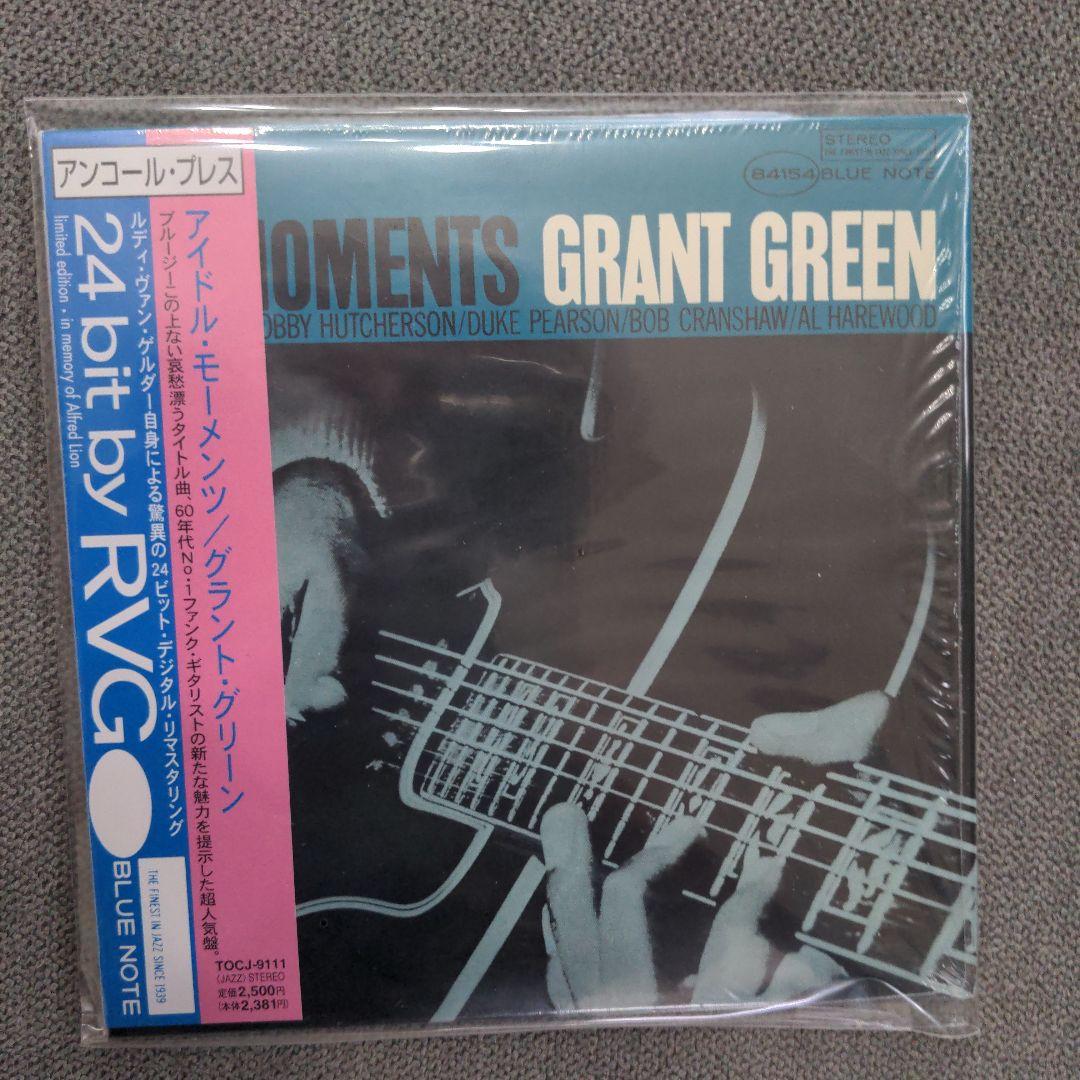 アンコール・プレス
24 bit by RVG
limited edition・in memory of Alfred Lion
ルディ・ヴァン・ゲルダー自身による驚異の24ビット・デジタル・リマスタリング
BLUE NOTE
THE FINEST IN JAZZ SINCE 1939
アイドル・モーメンツ／グラント・グリーン
ブルージーこの上ない哀愁漂うタイトル曲、60年代No.1ファンク・ギタリストの新たな魅力を提示した超人気盤。
TOCJ-9111
(JAZZ) STEREO
定価2,500円
(本体2,381円)
STEREO
84154 BLUE NOTE
MOMENTS GRANT GREEN
OBBY HUTCHERSON/DUKE PEARSON/BOB CRANSHAW/AL HAREWOOD